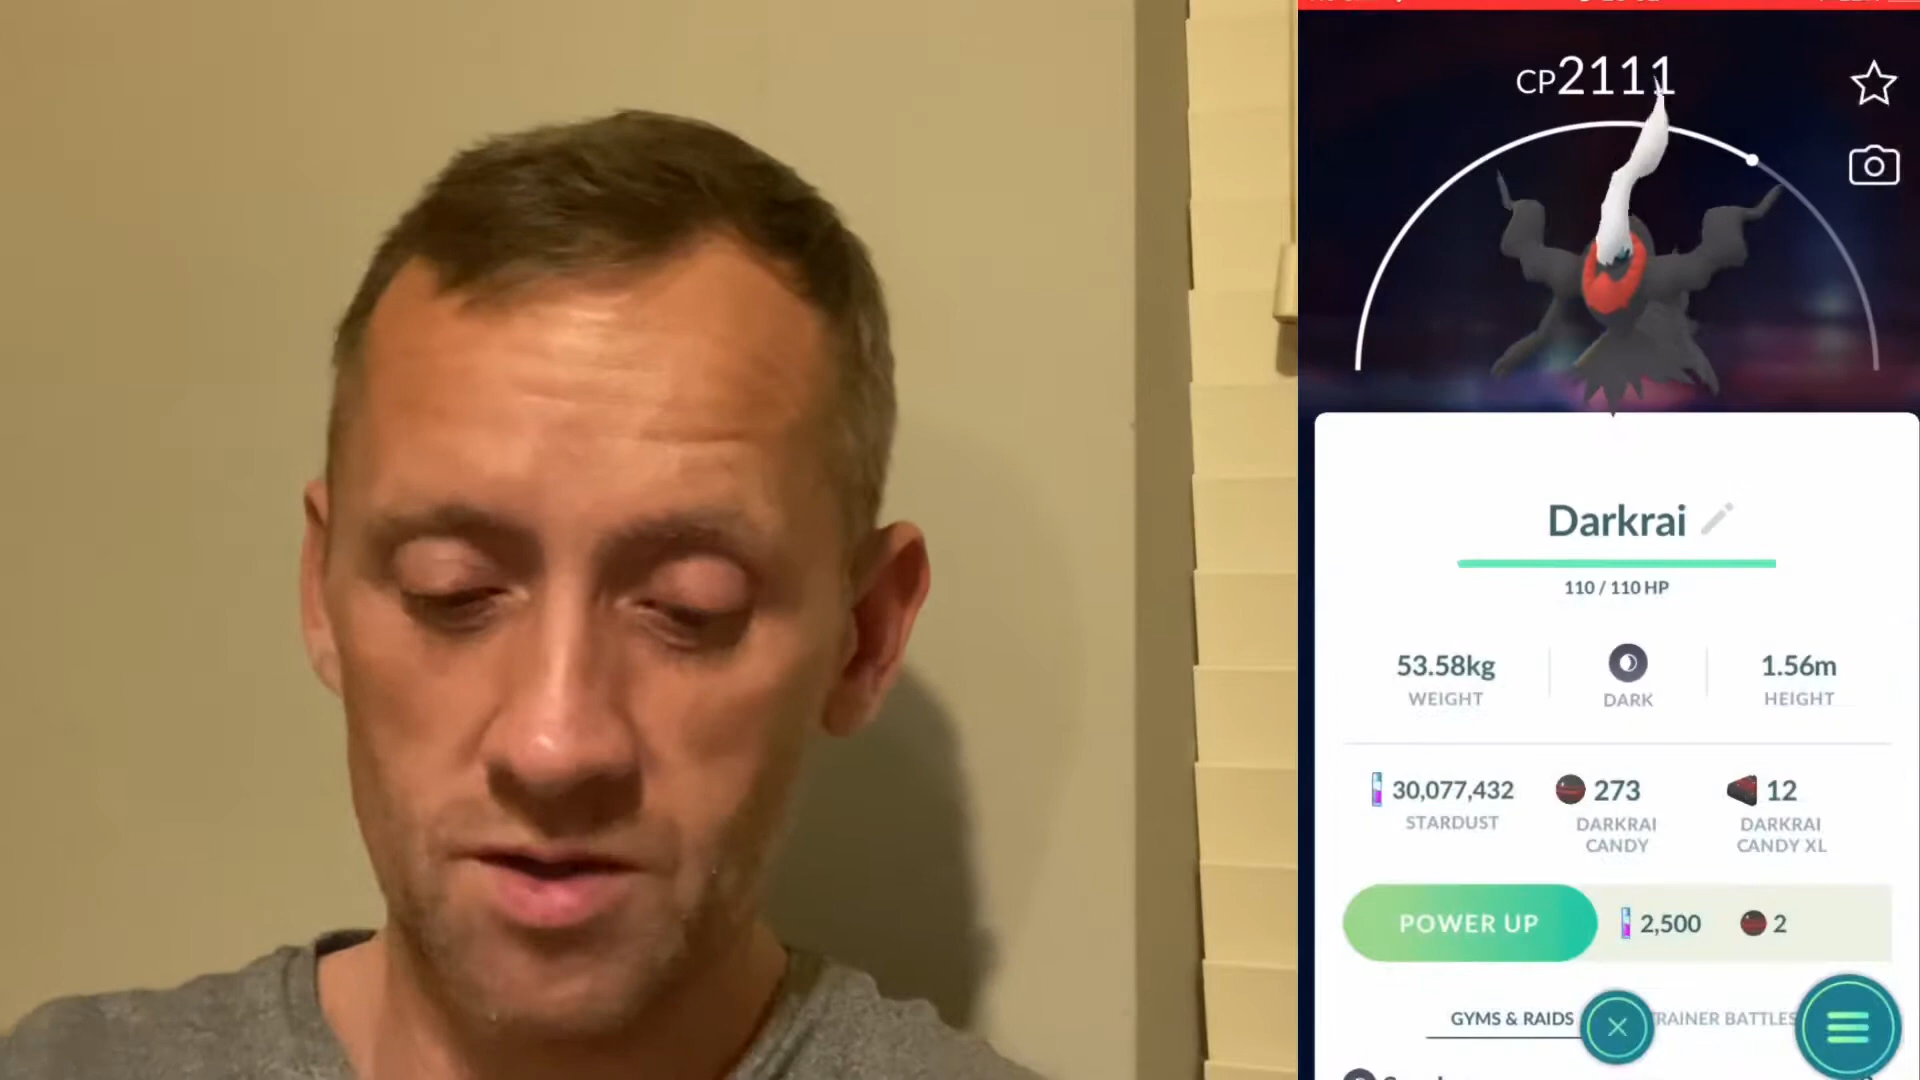 CP2111
Darkrai
110 / 110 HP
53.58kg
WEIGHT
DARK
1.56m
HEIGHT
30,077,432
STARDUST
273
DARKRAI
CANDY
12
DARKRAI
CANDY XL
POWER UP
2,500
2
GYMS & RAIDS
TRAINER BATTLES